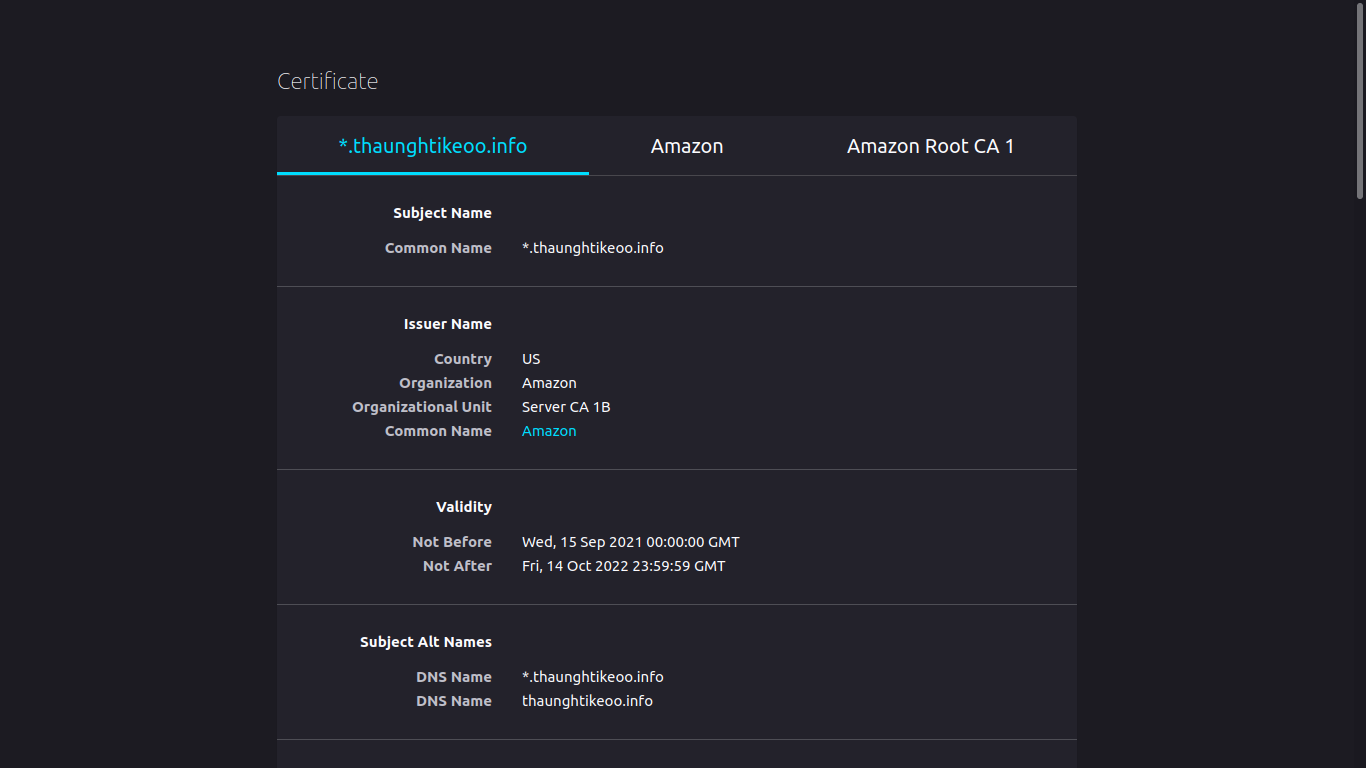 Certificate
*.thaunghtikeoo.info Amazon Amazon Root CA 1
Subject Name
Common Name *.thaunghtikeoo.info
Issuer Name
Country US
Organization Amazon
Organizational Unit Server CA 1B
Common Name Amazon
Validity
Not Before Wed, 15 Sep 2021 00:00:00 GMT
Not After Fri, 14 Oct 2022 23:59:59 GMT
Subject Alt Names
DNS Name *.thaunghtikeoo.info
DNS Name thaunghtikeoo.info